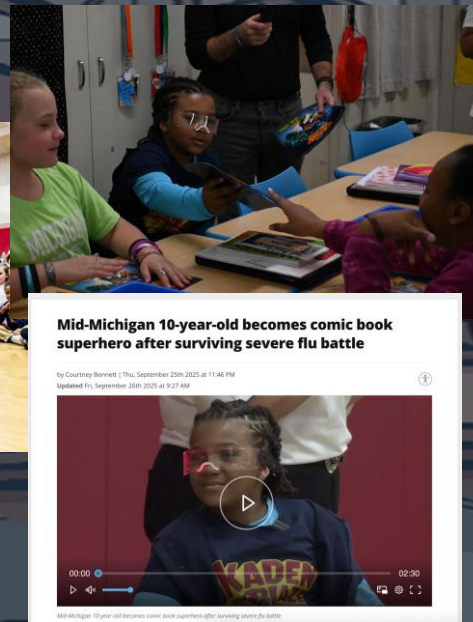 Mid-Michigan 10-year-old becomes comic book
superhero after surviving severe flu battle
by Courtney Bennett | Thu, September 25th 2025 at 11:46 PM
Updated Fri, September 26th 2025 at 9:27 AM
KADEN
00:00
02:30
Mid-Michigan 10-year-old becomes comic book superhero after surviving severe flu battle